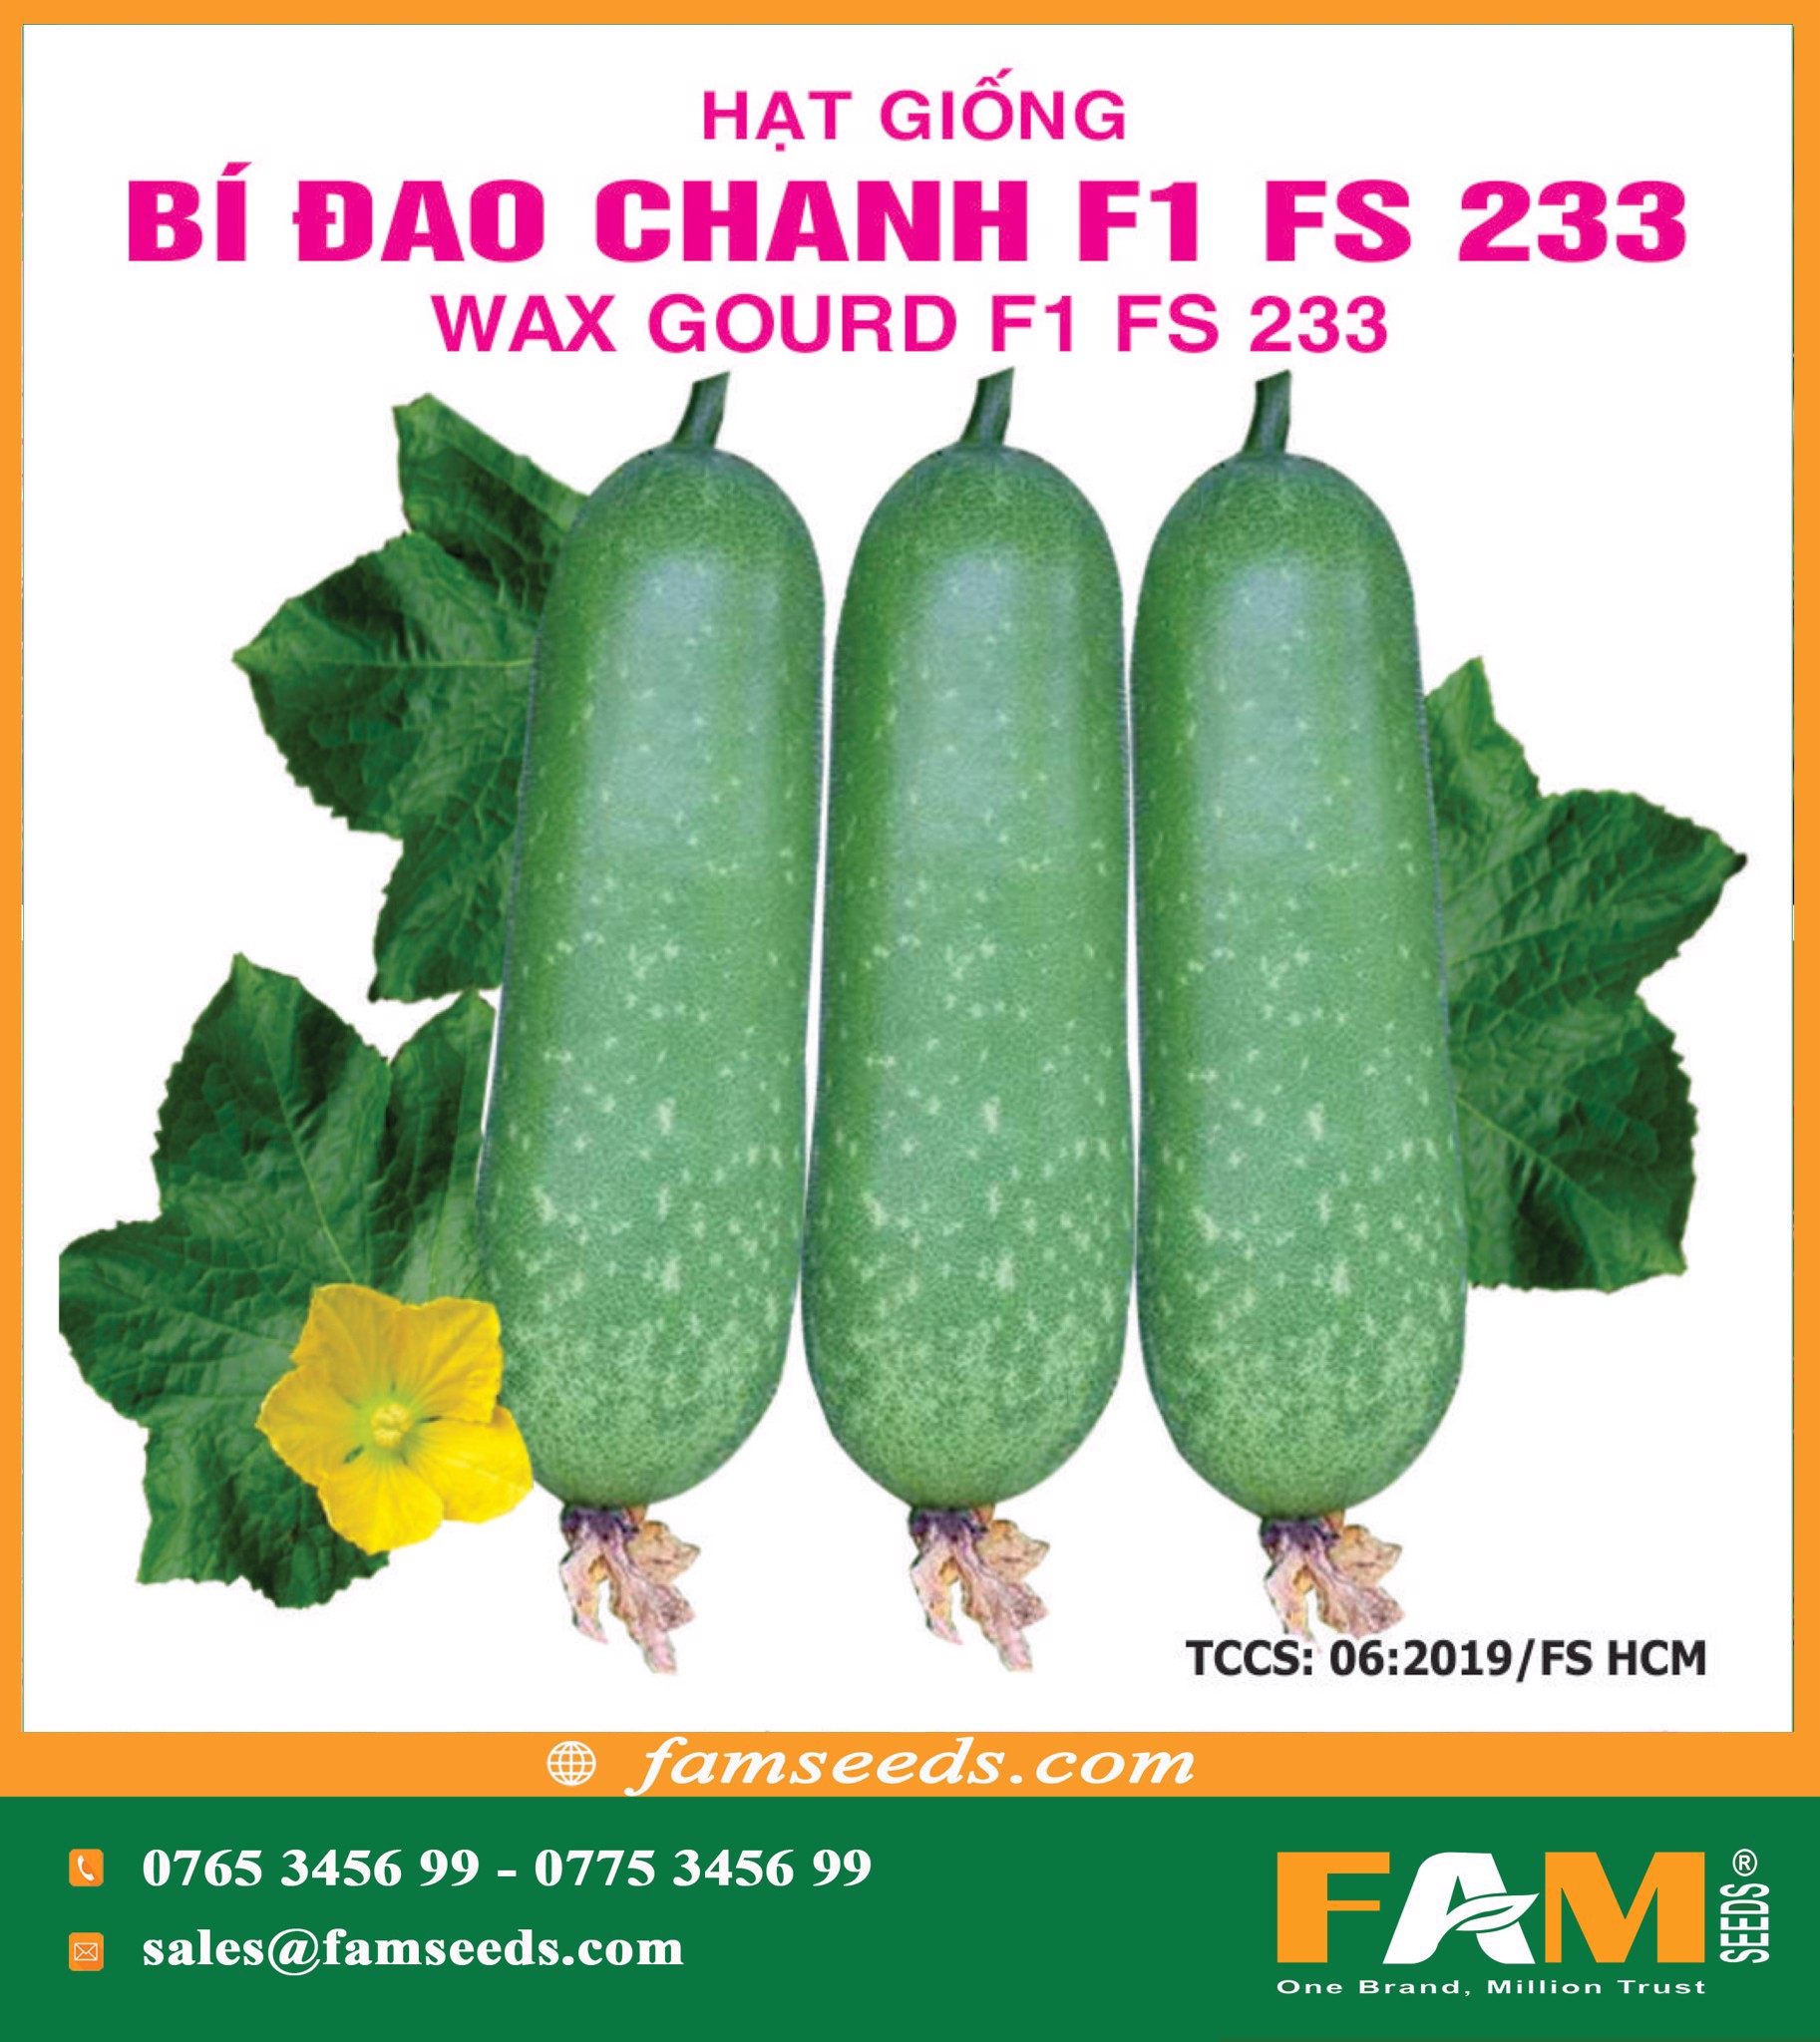 HẠT GIỐNG
BÍ ĐAO CHANH F1 FS 233
WAX GOURD F1 FS 233
TCCS: 06:2019/FS HCM
famseeds.com
0765 3456 99 - 0775 3456 99
sales@famseeds.com
FAM SEEDS®
One Brand, Million Trust